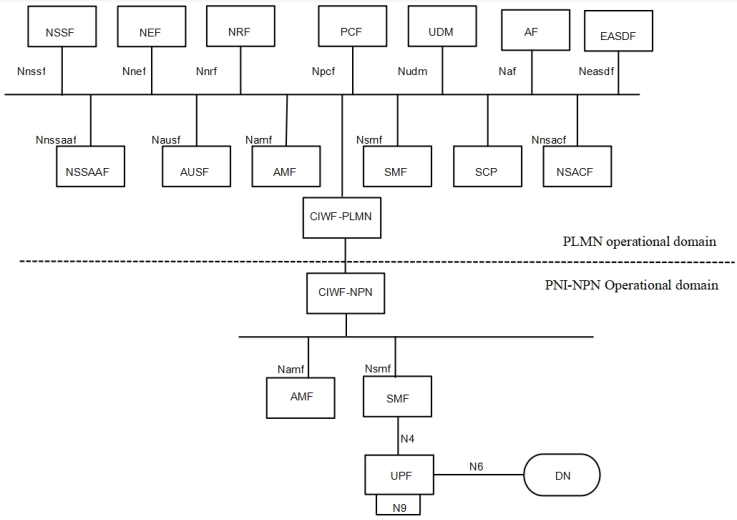 NSSF NEF NRF PCF UDM AF EASDF
Nnssf Nnef Nnrf Npcf Nudm Naf Neasdf
Nnssaaf Nausf Namf Nsmf Nnsacf
NSSAAF AUSF AMF SMF SCP NSACF
CIWF-PLMN
PLMN operational domain
PNI-NPN Operational domain
CIWF-NPN
Namf Nsmf
AMF SMF
N4
N6
UPF DN
N9